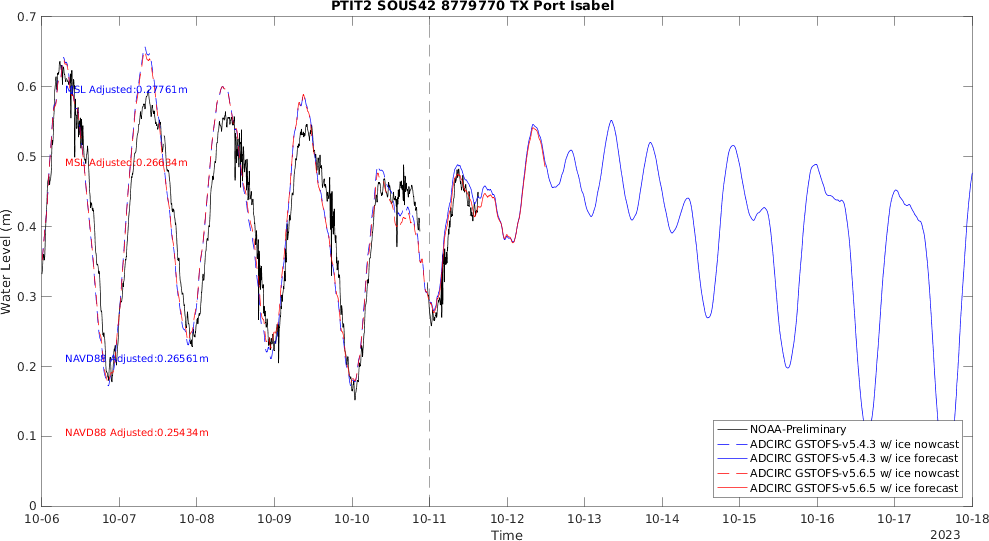 PTIT2 SOUS42 8779770 TX Port Isabel
0.7
0.6
0.5
0.4
0.3
0.2
0.1
0
Water Level (m)
MSL Adjusted:0.27761m
MSL Adjusted:0.26634m
NAVD88 Adjusted:0.26561m
NAVD88 Adjusted:0.25434m
NOAA-Preliminary
ADCIRC GSTOFS-v5.4.3 w/ ice nowcast
ADCIRC GSTOFS-v5.4.3 w/ ice forecast
ADCIRC GSTOFS-v5.6.5 w/ ice nowcast
ADCIRC GSTOFS-v5.6.5 w/ ice forecast
10-06 10-07 10-08 10-09 10-10 10-11 10-12 10-13 10-14 10-15 10-16 10-17 10-18
Time
2023